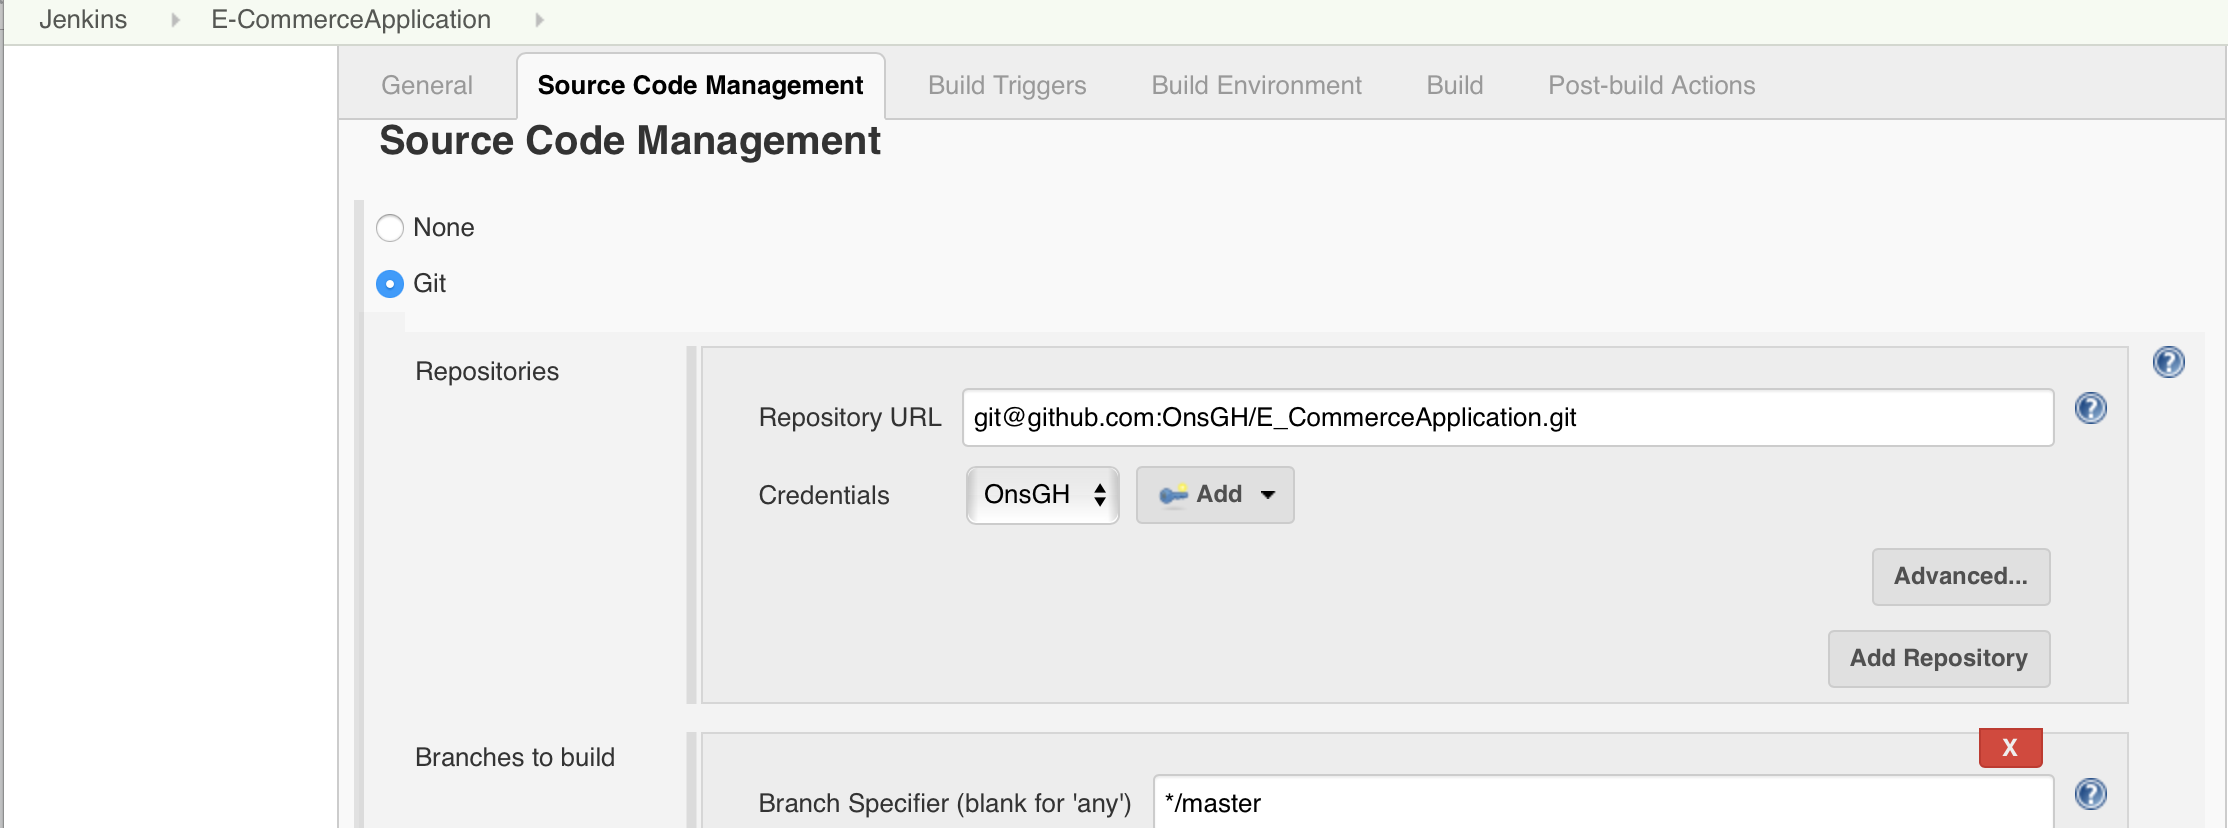 Jenkins E-CommerceApplication
General Source Code Management Build Triggers Build Environment Build Post-build Actions
Source Code Management
None
Git
Repositories
Repository URL git@github.com:OnsGH/E_CommerceApplication.git
Credentials OnsGH Add
Advanced...
Add Repository
X
Branches to build
Branch Specifier (blank for 'any') */master